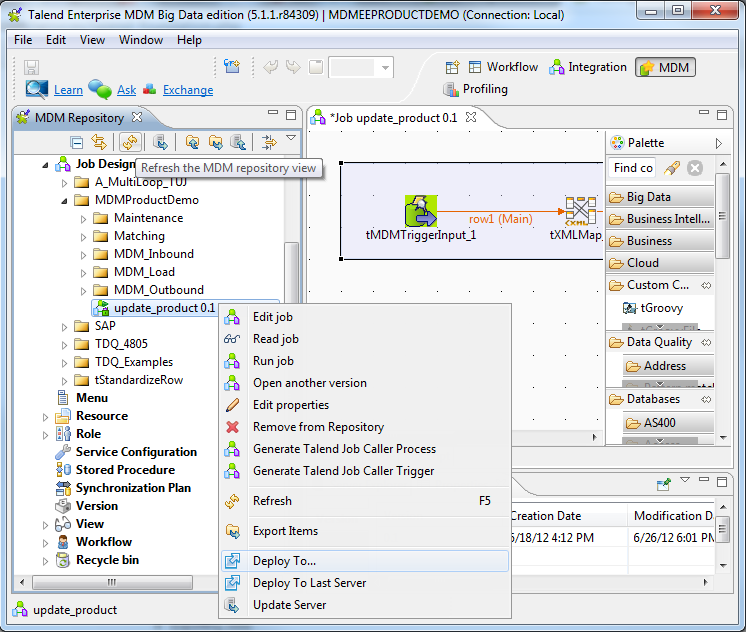 Talend Enterprise MDM Big Data edition (5.1.1.r84309) | MDMEEPRODUCTDEMO (Connection: Local)
File Edit View Window Help
Workflow Integration MDM
Learn Ask Exchange Profiling
MDM Repository
*Job update_product 0.1
Palette
Refresh the MDM repository view
Find co
Job Design
A_MultiLoop_TUJ
MDMProductDemo
Maintenance
Matching
MDM_Inbound
MDM_Load
MDM_Outbound
update_product 0.1
SAP
TDQ_4805
TDQ_Examples
tStandardizeRow
Menu
Resource
Role
Service Configuration
Stored Procedure
Synchronization Plan
Version
View
Workflow
Recycle bin
row1 (Main)
tMDMTriggerInput_1
tXMLMap_
Big Data
Business Intell...
Business
Cloud
Custom C...
tGroovy
Data Quality
Address
Databases
AS400
Edit job
Read job
Run job
Open another version
Edit properties
Remove from Repository
Generate Talend Job Caller Process
Generate Talend Job Caller Trigger
Refresh F5
Export Items
Deploy To...
Deploy To Last Server
Update Server
Creation Date Modification D
5/18/12 4:12 PM 6/26/12 6:01 PM
update_product